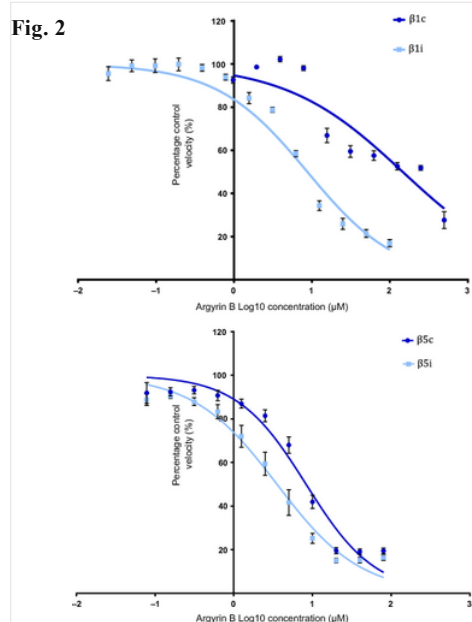 Fig. 2
β1c
β1i
Percentage control
velocity (%)
120
100
80
60
40
20
−2
−1
0
1
2
3
Argyrin B Log10 concentration (μM)
β5c
β5i
Percentage control
velocity (%)
120
100
80
60
40
20
−2
−1
0
1
2
3
Argyrin B Log10 concentration (μM)